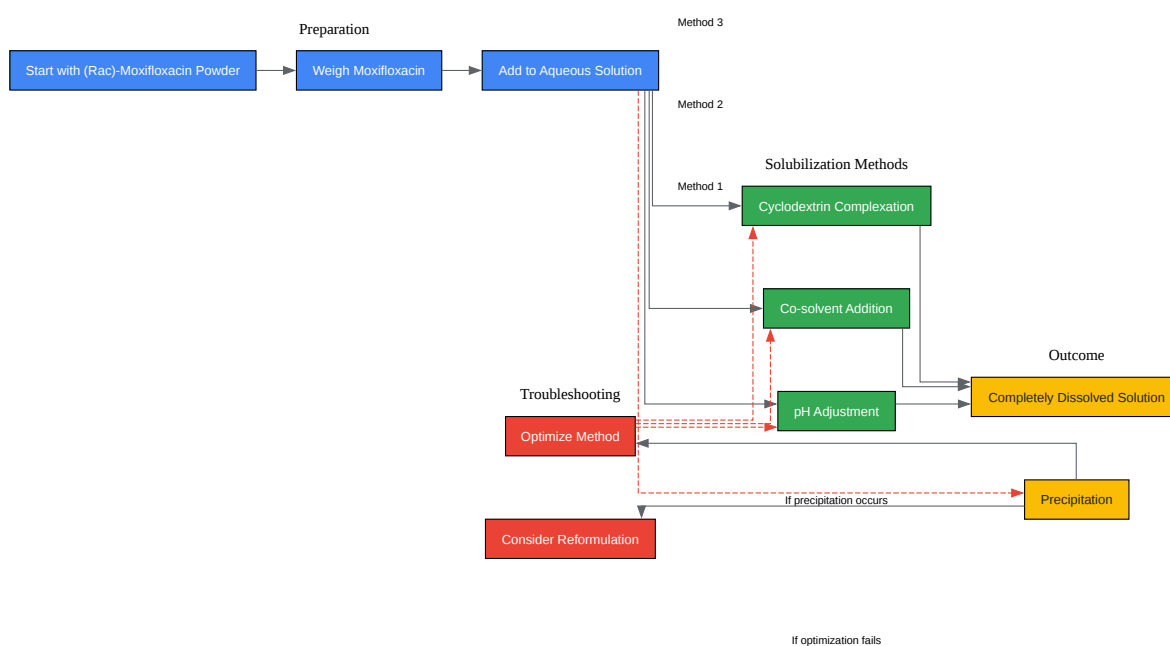 Method 3
Preparation
Start with (Rac)-Moxifloxacin Powder
Weigh Moxifloxacin
Add to Aqueous Solution
Method 2
Solubilization Methods
Method 1
Cyclodextrin Complexation
Co-solvent Addition
Outcome
Completely Dissolved Solution
Troubleshooting
pH Adjustment
Optimize Method
If precipitation occurs
Precipitation
Consider Reformulation
If optimization fails